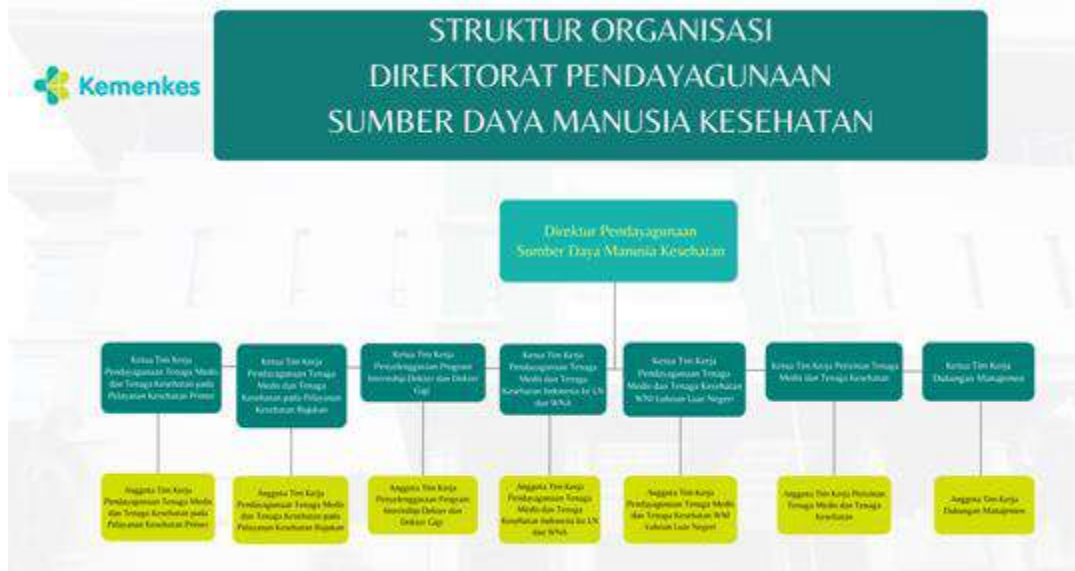 STRUKTUR ORGANISASI
DIREKTORAT PENDAYAGUNAAN
SUMBER DAYA MANUSIA KESEHATAN
Kemenkes
Direktur Pendayagunaan
Sumber Daya Manusia Kesehatan
Ketua Tim Kerja
Pendayagunaan Tenaga Medis
dan Tenaga Kesehatan pada
Pelayanan Kesehatan Primer
Ketua Tim Kerja
Pendayagunaan Tenaga
Medis dan Tenaga
Kesehatan pada Pelayanan
Kesehatan Rujukan
Ketua Tim Kerja
Penyelenggaraan Program
Internship Dokter dan Dokter
Gigi
Ketua Tim Kerja
Pendayagunaan Tenaga
Medis dan Tenaga
Kesehatan Indonesia ke LN
dan WNA
Ketua Tim Kerja
Pendayagunaan Tenaga
Medis dan Tenaga Kesehatan
WNI Lulusan Luar Negeri
Ketua Tim Kerja Perizinan Tenaga
Medis dan Tenaga Kesehatan
Ketua Tim Kerja
Dukungan Manajemen
Anggota Tim Kerja
Pendayagunaan Tenaga Medis
dan Tenaga Kesehatan pada
Pelayanan Kesehatan Primer
Anggota Tim Kerja
Pendayagunaan Tenaga Medis
dan Tenaga Kesehatan pada
Pelayanan Kesehatan Rujukan
Anggota Tim Kerja
Penyelenggaraan Program
Internship Dokter dan
Dokter Gigi
Anggota Tim Kerja
Pendayagunaan Tenaga
Medis dan Tenaga
Kesehatan Indonesia ke LN
dan WNA
Anggota Tim Kerja
Pendayagunaan Tenaga Medis
dan Tenaga Kesehatan WNI
Lulusan Luar Negeri
Anggota Tim Kerja Perizinan
Tenaga Medis dan Tenaga
Kesehatan
Anggota Tim Kerja
Dukungan Manajemen